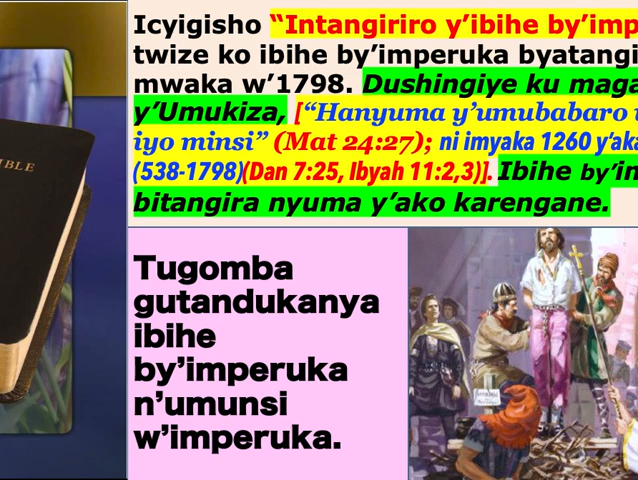 BIBLE
Icyigisho “Intangiriro y’ibihe by’imp
twize ko ibihe by’imperuka byatangi
mwaka w’1798. Dushingiye ku maga
y’Umukiza, [“Hanyuma y’umubabaro
iyo minsi” (Mat 24:27); ni imyaka 1260 y’aka
(538-1798)(Dan 7:25, Ibyah 11:2,3)]. Ibihe by’im
bitangira nyuma y’ako karengane.
Tugomba
gutandukanya
ibihe
by’imperuka
n’umunsi
w’imperuka.